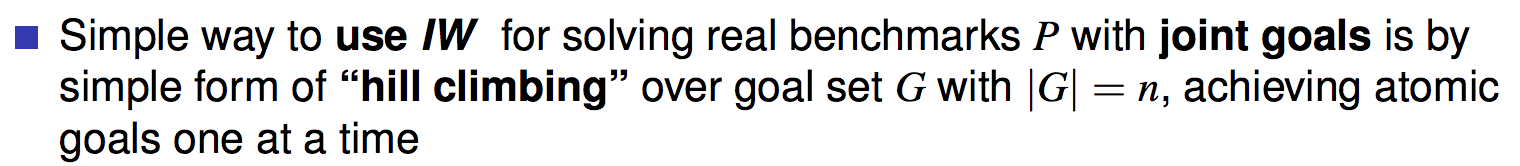 Simple way to use IW for solving real benchmarks P with joint goals is by
simple form of “hill climbing” over goal set G with |G| = n, achieving atomic
goals one at a time